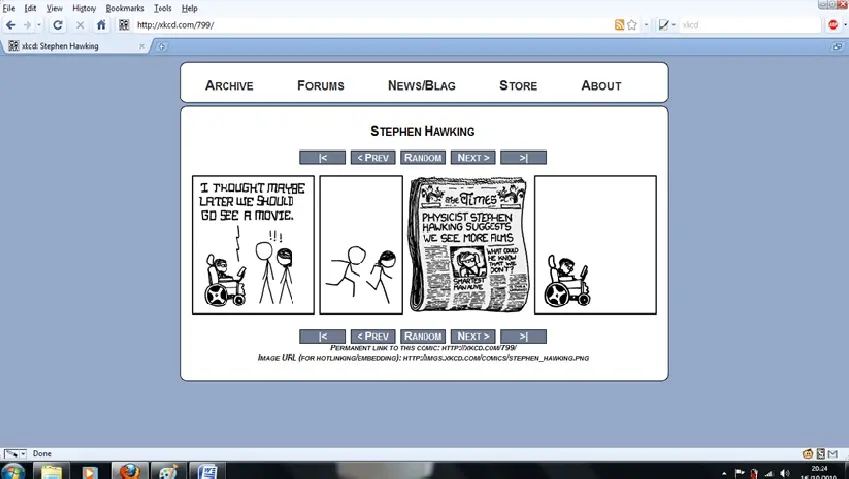 File Edit View History Bookmarks Tools Help
http://xkcd.com/799/
xkcd
xkcd: Stephen Hawking
ARCHIVE FORUMS NEWS/BLAG STORE ABOUT
STEPHEN HAWKING
|< < PREV RANDOM NEXT > >|
I THOUGHT MAYBE
LATER WE SHOULD
GO SEE A MOVIE.
!!!
the Times
PHYSICIST STEPHEN
HAWKING SUGGESTS
WE SEE MORE FILMS
WHAT COULD
HE KNOW
THAT WE
DON'T?
SMARTEST
MAN ALIVE
|< < PREV RANDOM NEXT > >|
PERMANENT LINK TO THIS COMIC: HTTP://XKCD.COM/799/
IMAGE URL (FOR HOTLINKING/EMBEDDING): HTTP://IMGS.XKCD.COM/COMICS/STEPHEN_HAWKING.PNG
Done
20:24